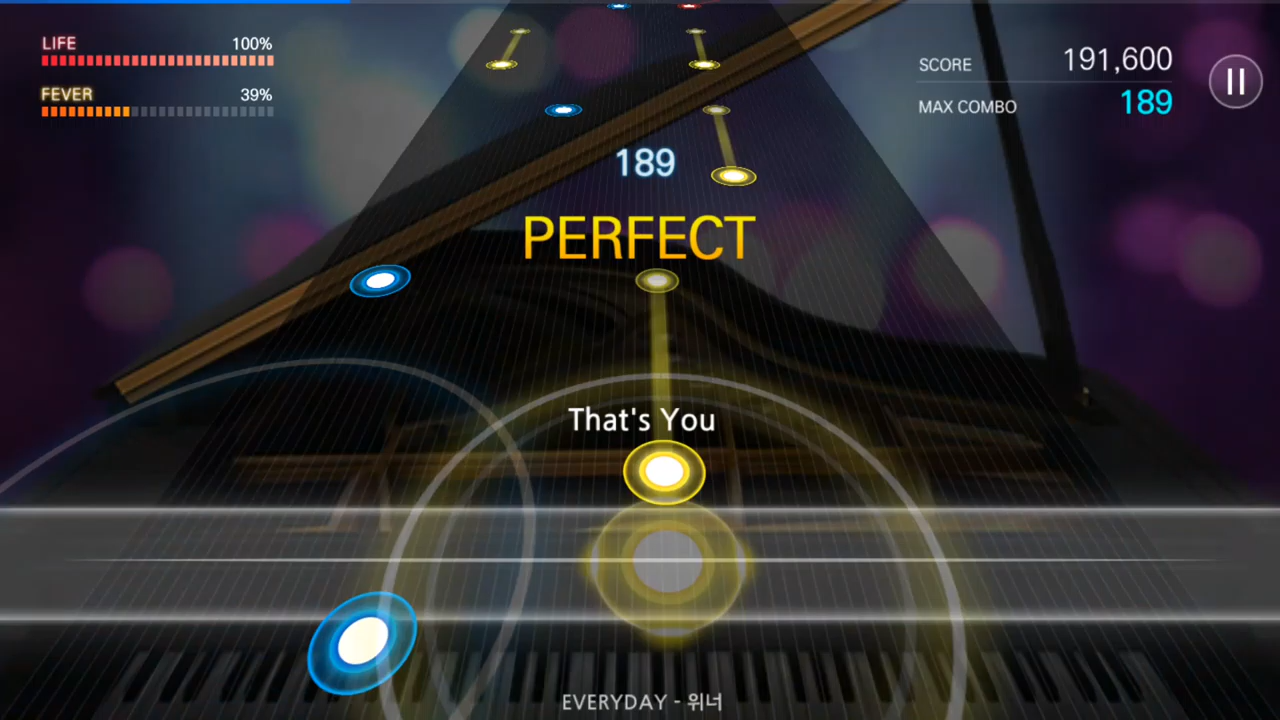 LIFE 100%
FEVER 39%
SCORE 191,600
MAX COMBO 189
189
PERFECT
That's You
EVERYDAY - 위너